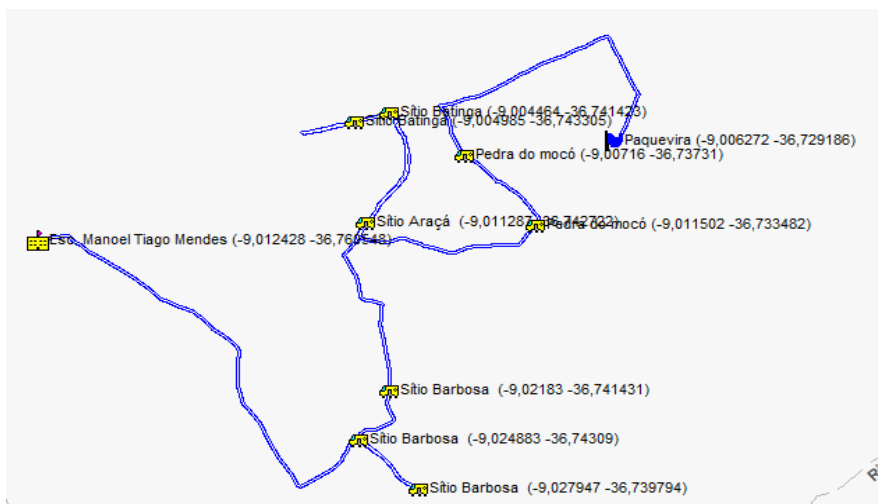 Sítio Batinga (-9,004464 -36,741423)
Sítio Batinga (-9,004985 -36,743305)
Paquevira (-9,006272 -36,729186)
Pedra do mocó (-9,00716 -36,73731)
Sítio Araçá (-9,011287 -36,742722)
Pedra do mocó (-9,011502 -36,733482)
Esc. Manoel Tiago Mendes (-9,012428 -36,760548)
Sítio Barbosa (-9,02183 -36,741431)
Sítio Barbosa (-9,024883 -36,74309)
Sítio Barbosa (-9,027947 -36,739794)